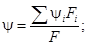 ψ = ∑ ψᵢFᵢ / F ;